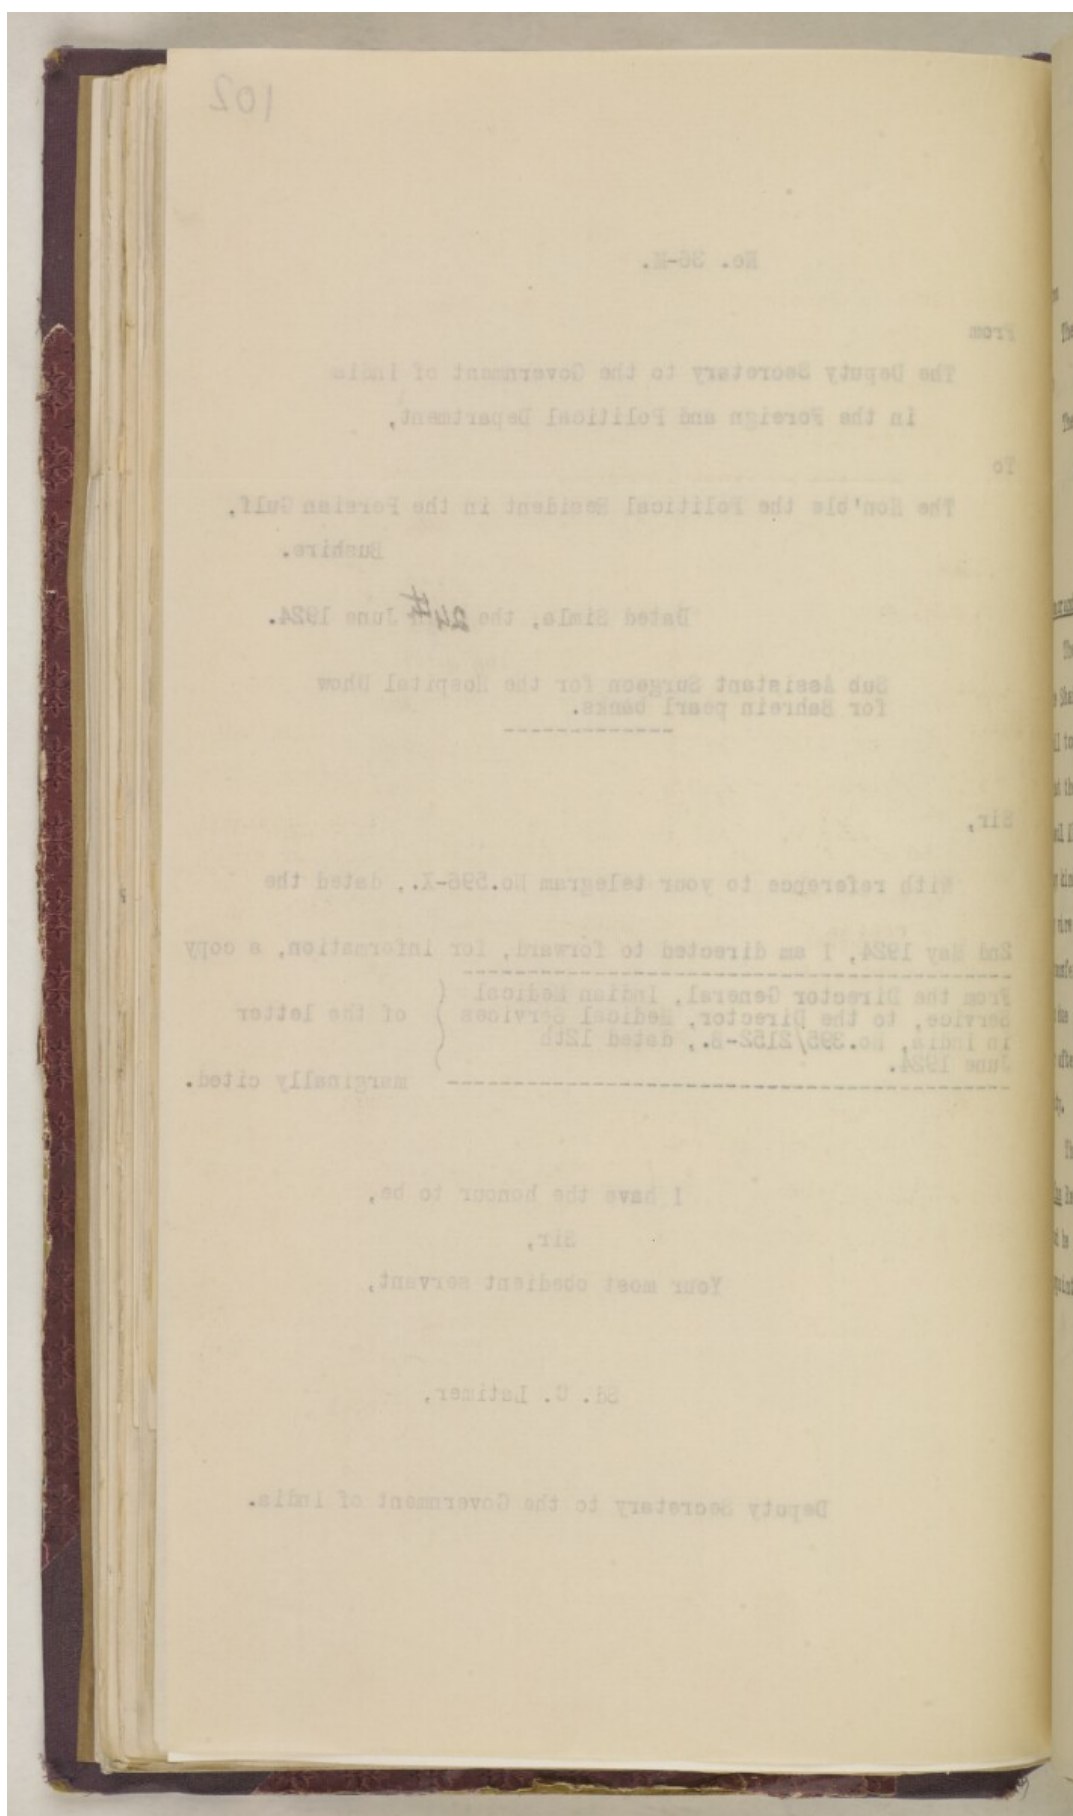 102
No. 36-M.
From
The Deputy Secretary to the Government of India
in the Foreign and Political Department,
To
The Hon'ble the Political Resident in the Persian Gulf,
Bushire.
Dated Simla, the 24th June 1924.
Sub Assistant Surgeon for the Hospital Dhow
for Bahrein pearl banks.
Sir,
With reference to your telegram No.596-X., dated the
2nd May 1924, I am directed to forward, for information, a copy
From the Director General, Indian Medical
Service, to the Director, Medical Services
in India, No.395/2152-B., dated 12th
June 1924.
of the letter
marginally cited.
I have the honour to be,
Sir,
Your most obedient servant,
Sd. C. Latimer,
Deputy Secretary to the Government of India.